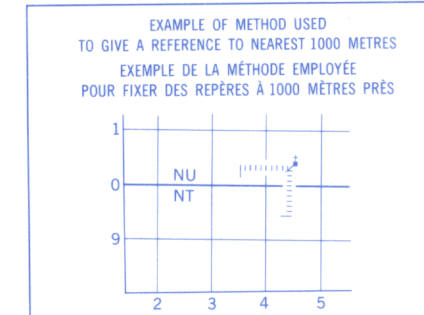 EXAMPLE OF METHOD USED
TO GIVE A REFERENCE TO NEAREST 1000 METRES
EXEMPLE DE LA MÉTHODE EMPLOYÉE
POUR FIXER DES REPÈRES À 1000 MÈTRES PRÈS
1
NU
0
NT
9
2 3 4 5